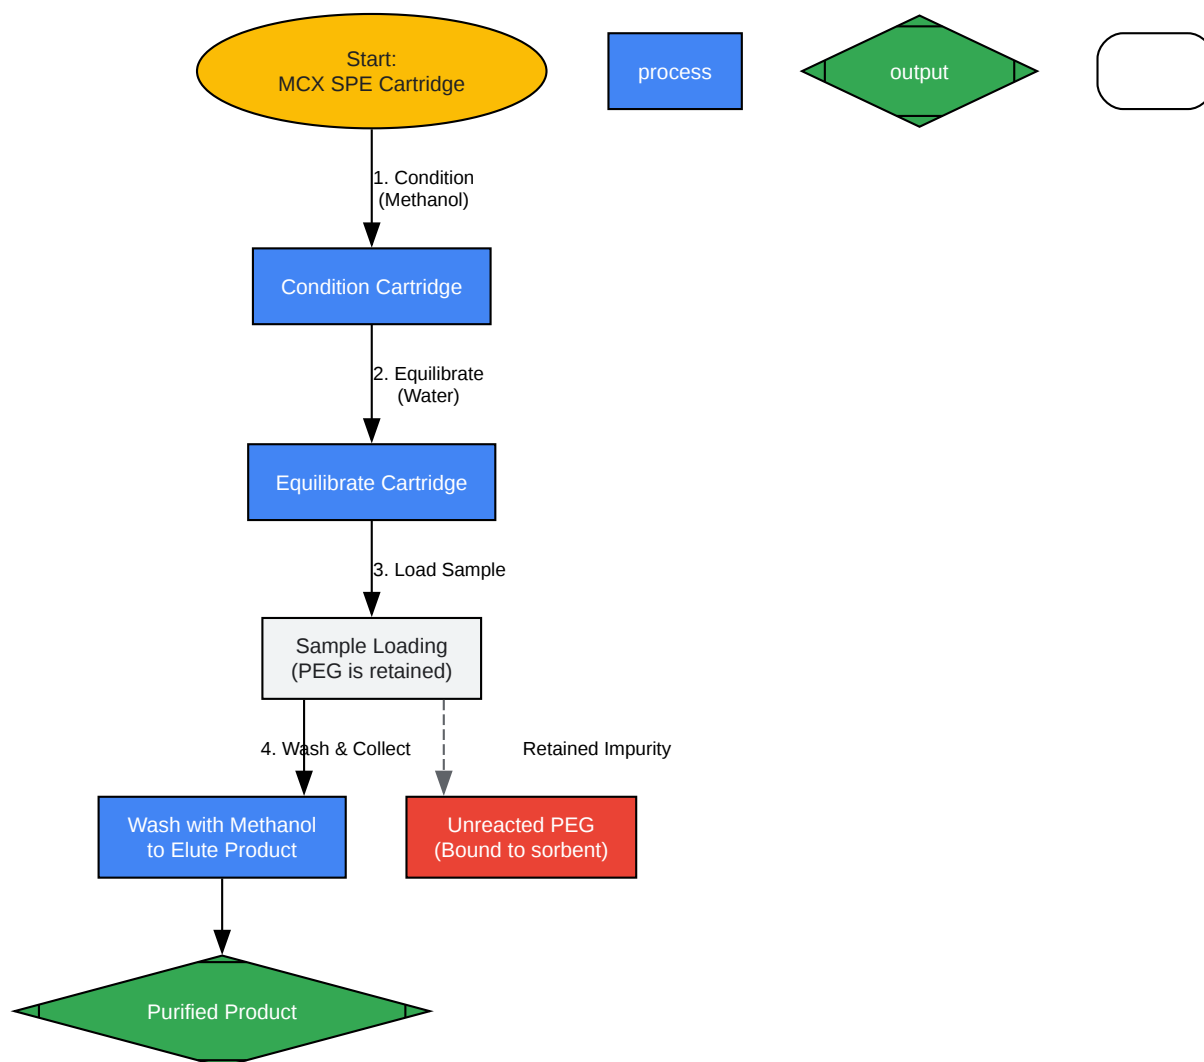 Start:
MCX SPE Cartridge
process
output
1. Condition
(Methanol)
Condition Cartridge
2. Equilibrate
(Water)
Equilibrate Cartridge
3. Load Sample
Sample Loading
(PEG is retained)
4. Wash & Collect
Retained Impurity
Wash with Methanol
to Elute Product
Unreacted PEG
(Bound to sorbent)
Purified Product